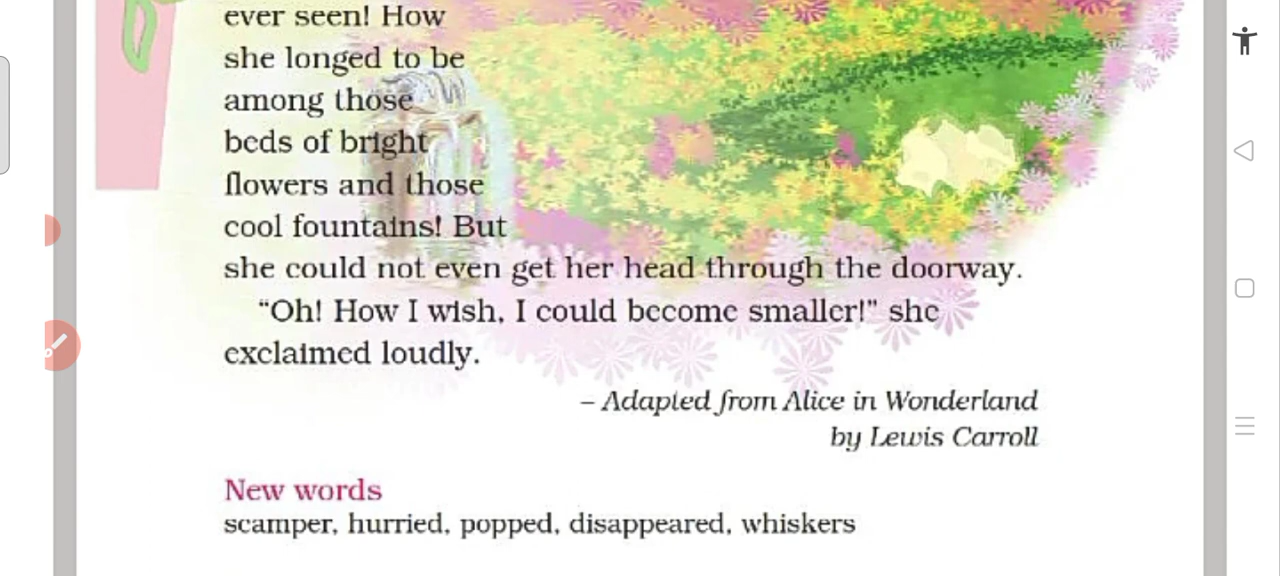 ever seen! How
she longed to be
among those
beds of bright
flowers and those
cool fountains! But
she could not even get her head through the doorway.
“Oh! How I wish, I could become smaller!” she
exclaimed loudly.
– Adapted from Alice in Wonderland
by Lewis Carroll
New words
scamper, hurried, popped, disappeared, whiskers